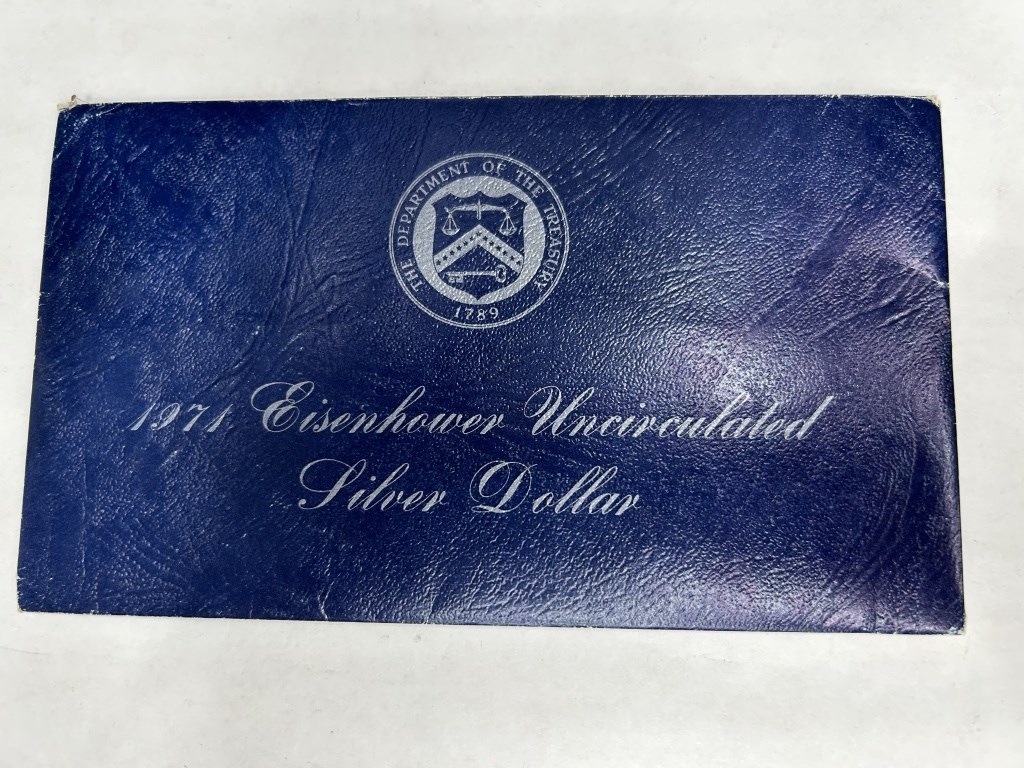 THE DEPARTMENT OF THE TREASURY
1789
1971 Eisenhower Uncirculated
Silver Dollar